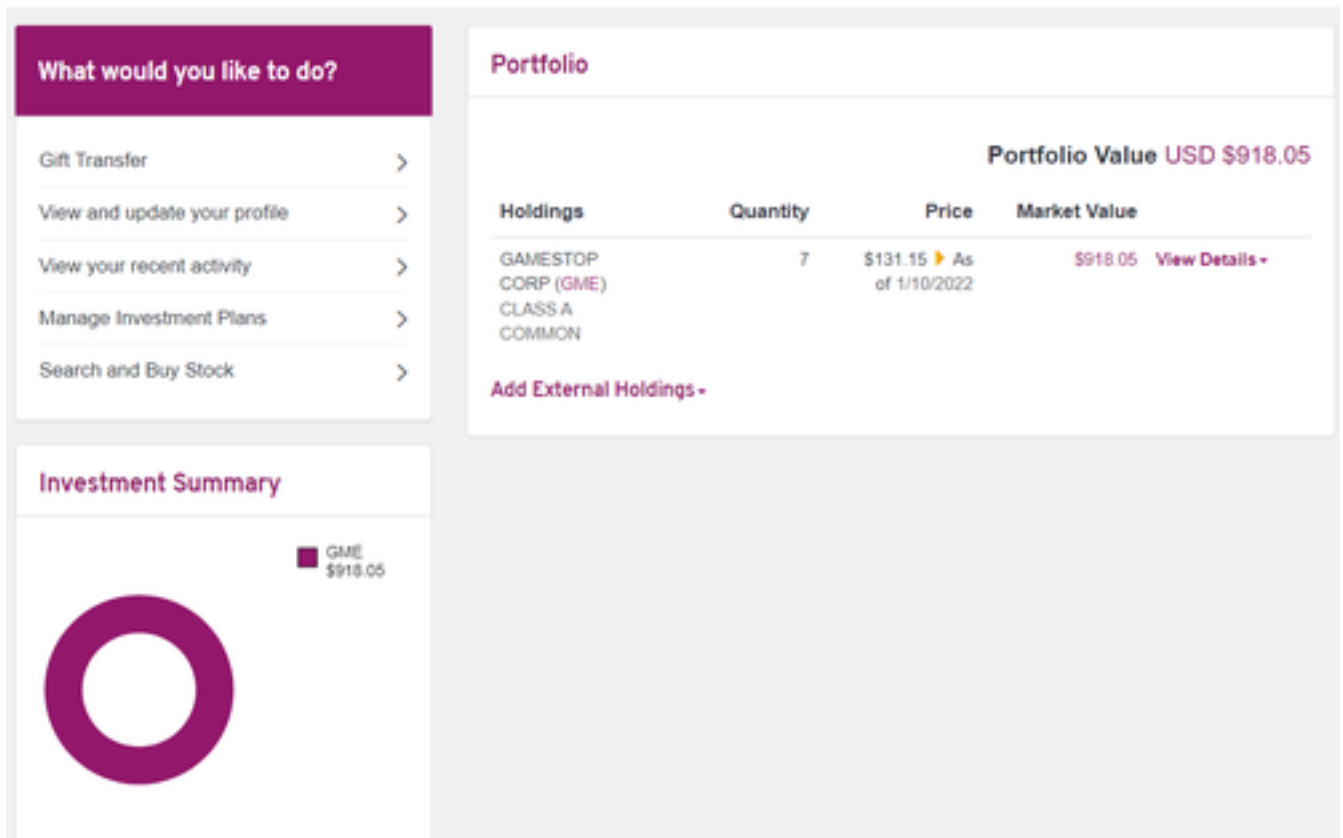 What would you like to do?
Gift Transfer
View and update your profile
View your recent activity
Manage Investment Plans
Search and Buy Stock
Portfolio
Portfolio Value USD $918.05
Holdings Quantity Price Market Value
GAMESTOP 7 $131.15 As $918.05 View Details
CORP (GME) of 1/10/2022
CLASS A
COMMON
Add External Holdings
Investment Summary
GME
$918.05